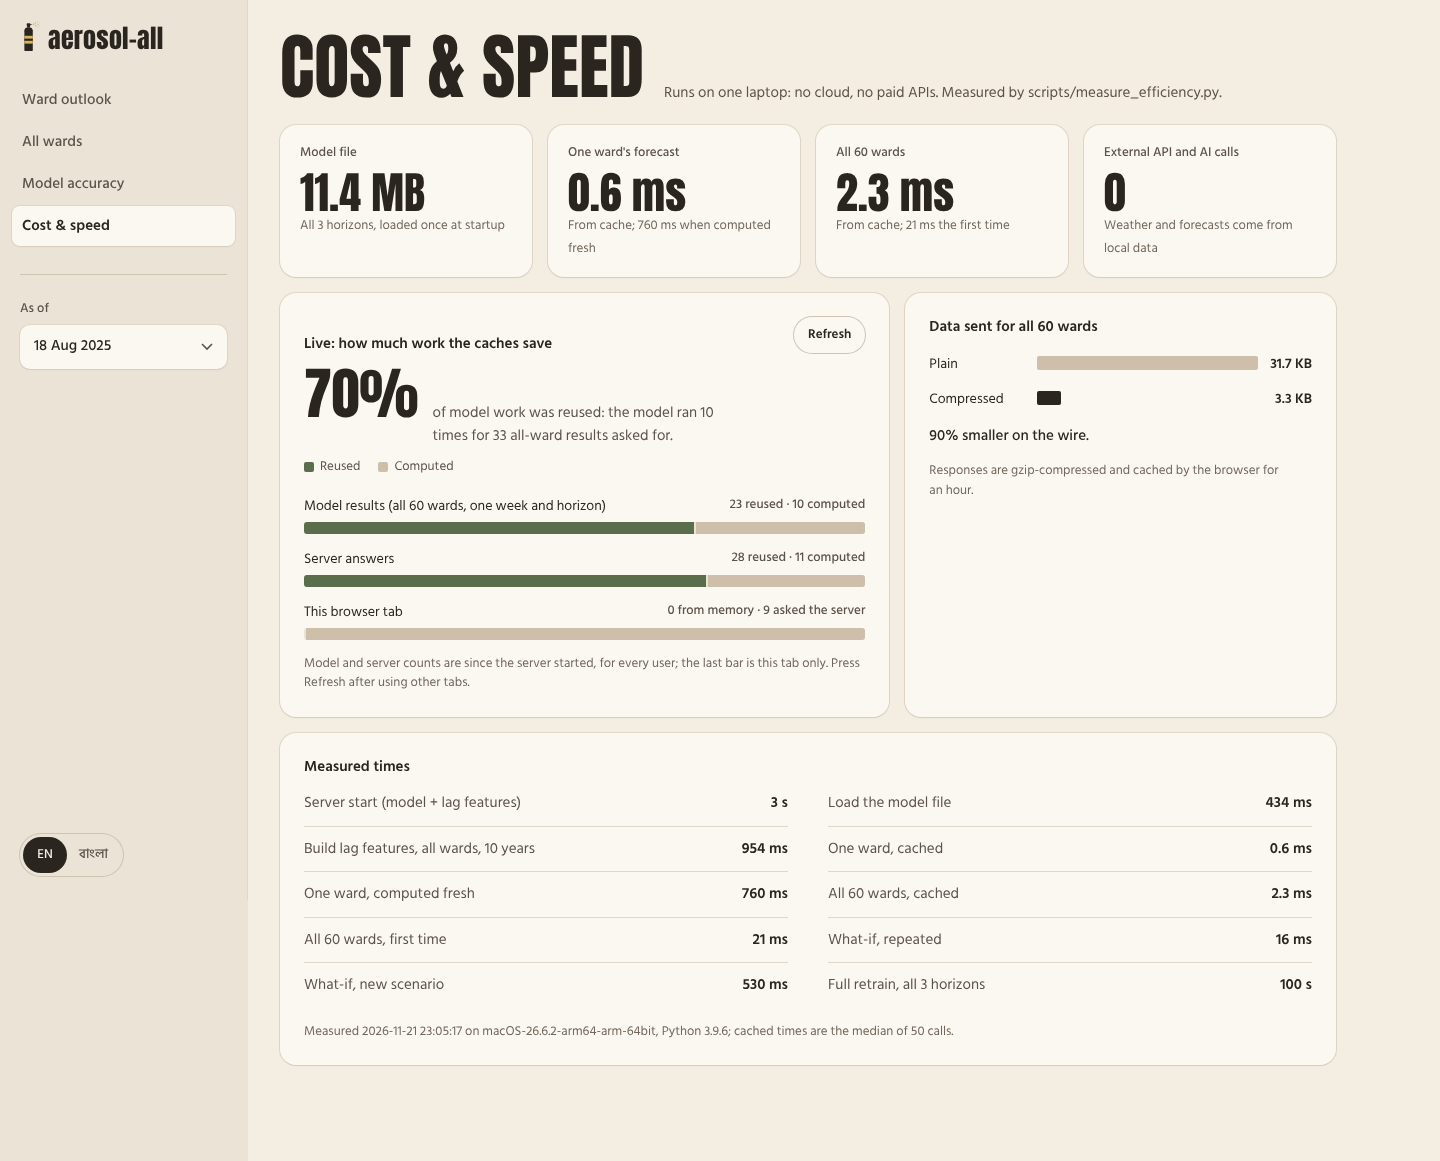 aerosol-all
Ward outlook
All wards
Model accuracy
Cost & speed
As of
18 Aug 2025
EN
বাংলা
COST & SPEED
Runs on one laptop: no cloud, no paid APIs. Measured by scripts/measure_efficiency.py.
Model file
11.4 MB
All 3 horizons, loaded once at startup
One ward's forecast
0.6 ms
From cache; 760 ms when computed
fresh
All 60 wards
2.3 ms
From cache; 21 ms the first time
External API and AI calls
0
Weather and forecasts come from
local data
Live: how much work the caches save
Refresh
70%
of model work was reused: the model ran 10
times for 33 all-ward results asked for.
Reused
Computed
Model results (all 60 wards, one week and horizon)
23 reused · 10 computed
Server answers
28 reused · 11 computed
This browser tab
0 from memory · 9 asked the server
Model and server counts are since the server started, for every user; the last bar is this tab only. Press
Refresh after using other tabs.
Data sent for all 60 wards
Plain
31.7 KB
Compressed
3.3 KB
90% smaller on the wire.
Responses are gzip-compressed and cached by the browser for
an hour.
Measured times
Server start (model + lag features)
3 s
Load the model file
434 ms
Build lag features, all wards, 10 years
954 ms
One ward, cached
0.6 ms
One ward, computed fresh
760 ms
All 60 wards, cached
2.3 ms
All 60 wards, first time
21 ms
What-if, repeated
16 ms
What-if, new scenario
530 ms
Full retrain, all 3 horizons
100 s
Measured 2026-11-21 23:05:17 on macOS-26.6.2-arm64-arm-64bit, Python 3.9.6; cached times are the median of 50 calls.